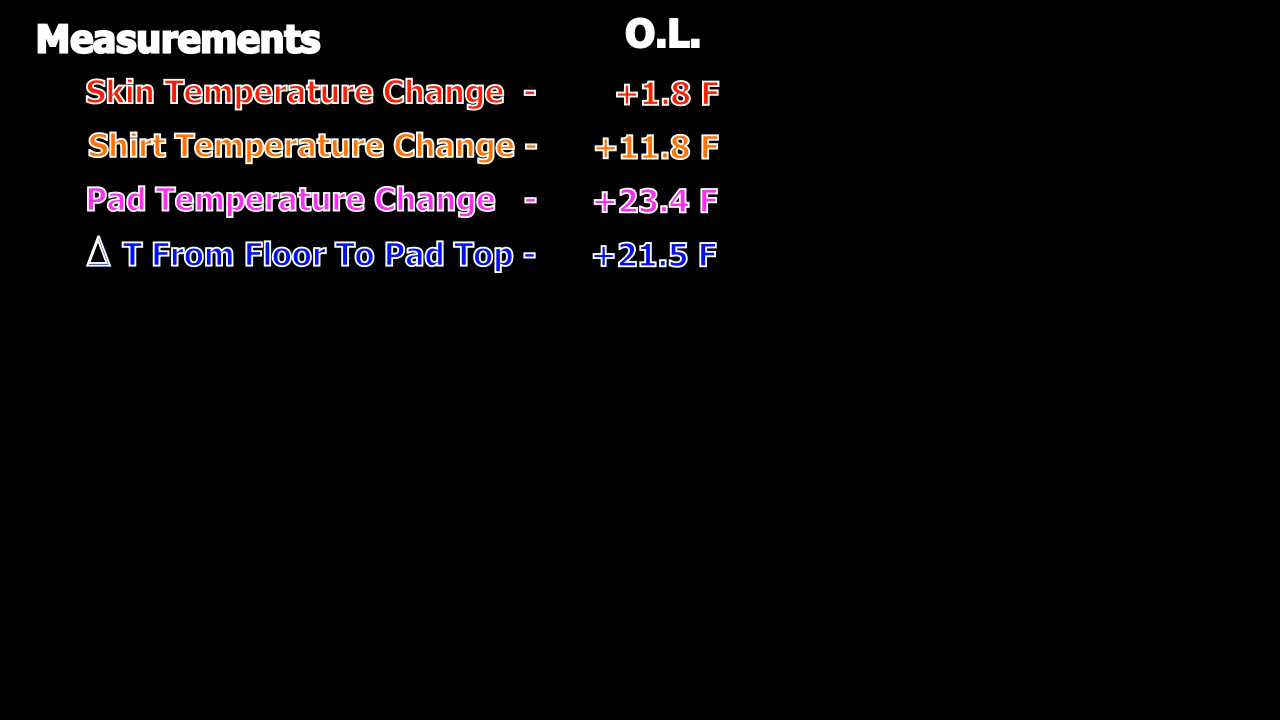 Measurements O.L.
Skin Temperature Change - +1.8 F
Shirt Temperature Change - +11.8 F
Pad Temperature Change - +23.4 F
Δ T From Floor To Pad Top - +21.5 F